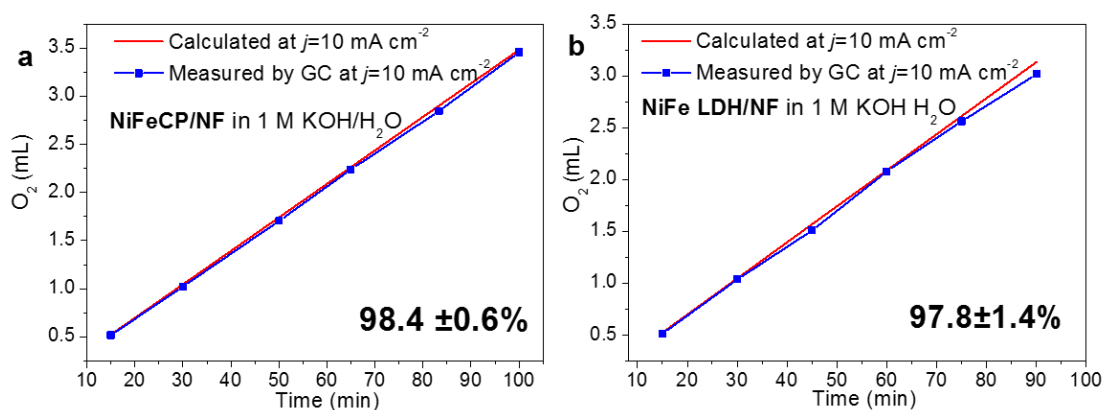 a
Calculated at j=10 mA cm-2
Measured by GC at j=10 mA cm-2
NiFeCP/NF in 1 M KOH/H2O
98.4 ±0.6%
O2 (mL)
3.5
3.0
2.5
2.0
1.5
1.0
0.5
10 20 30 40 50 60 70 80 90 100
Time (min)
b
Calculated at j=10 mA cm-2
Measured by GC at j=10 mA cm-2
NiFe LDH/NF in 1 M KOH H2O
97.8±1.4%
O2 (mL)
3.5
3.0
2.5
2.0
1.5
1.0
0.5
10 20 30 40 50 60 70 80 90 100
Time (min)